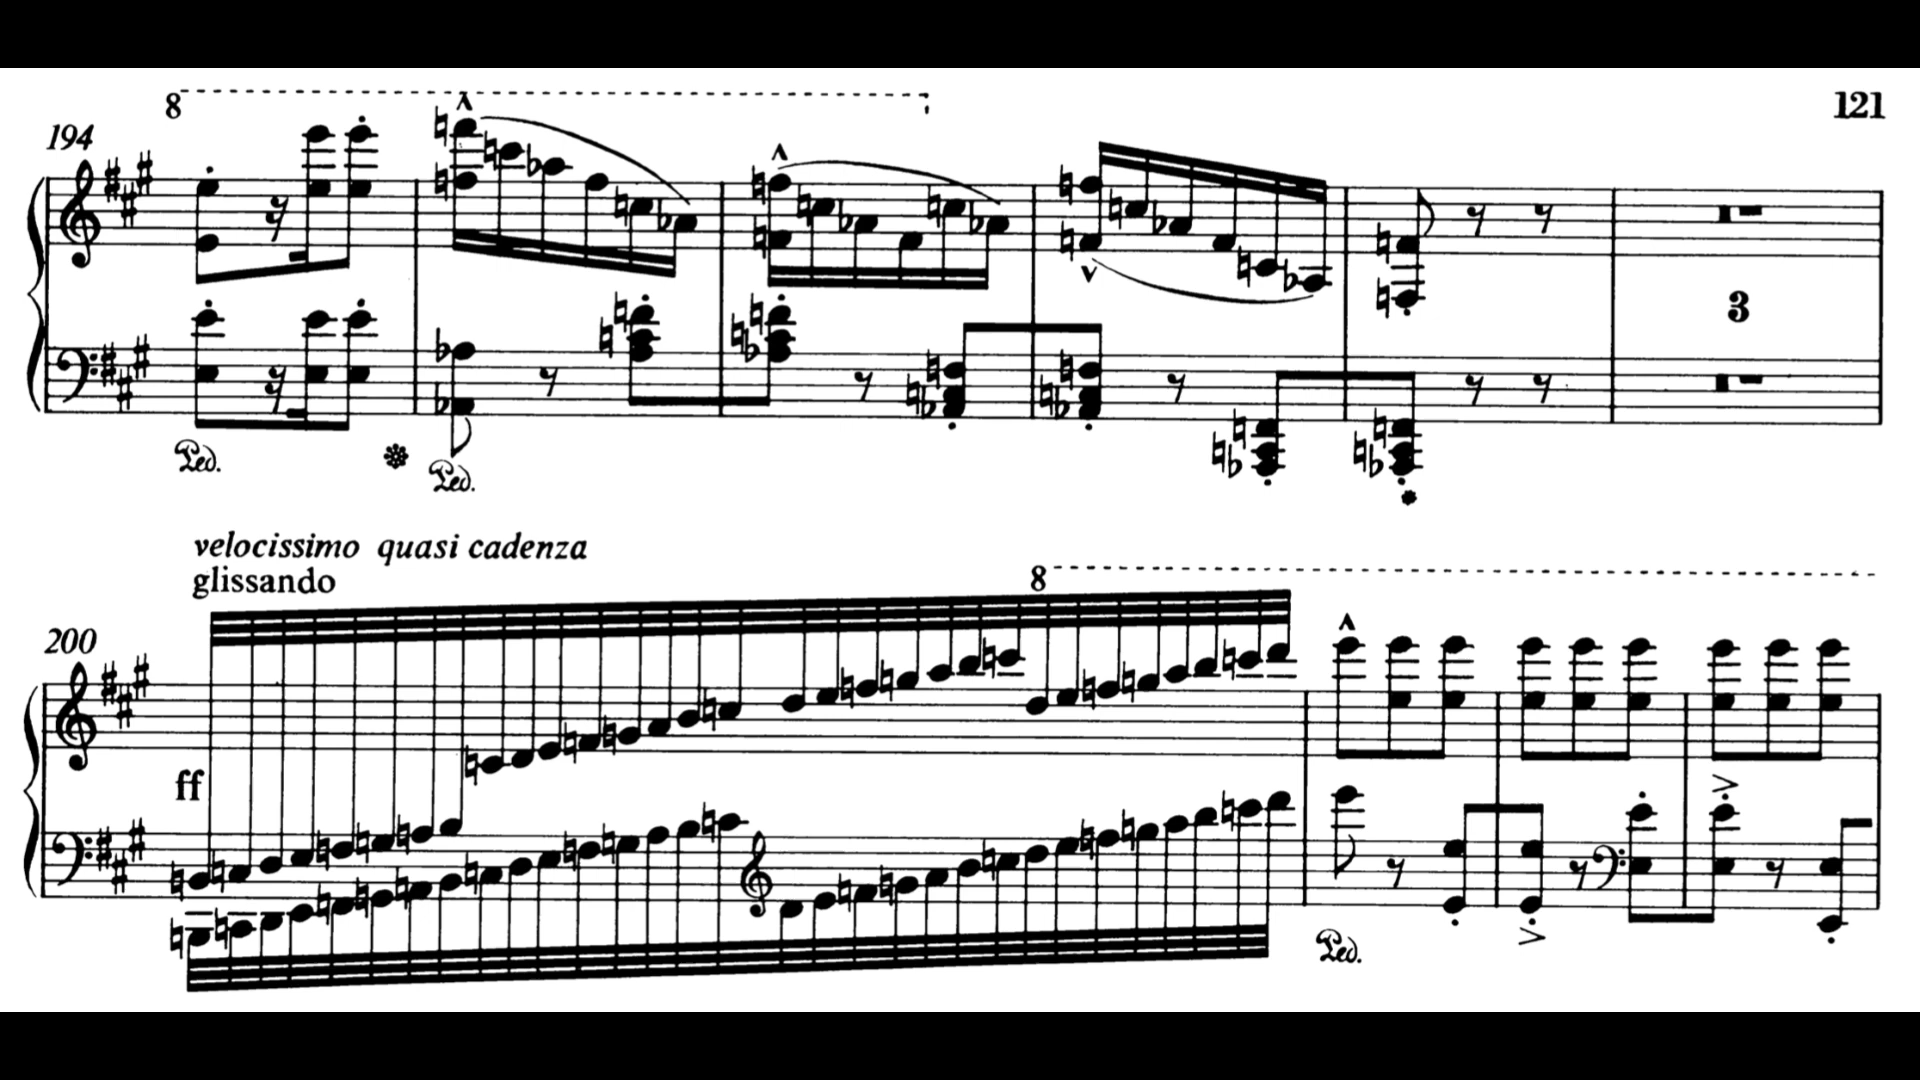 8
121
194
3
Ped.
Ped.
velocissimo quasi cadenza
glissando
8
200
ff
Ped.